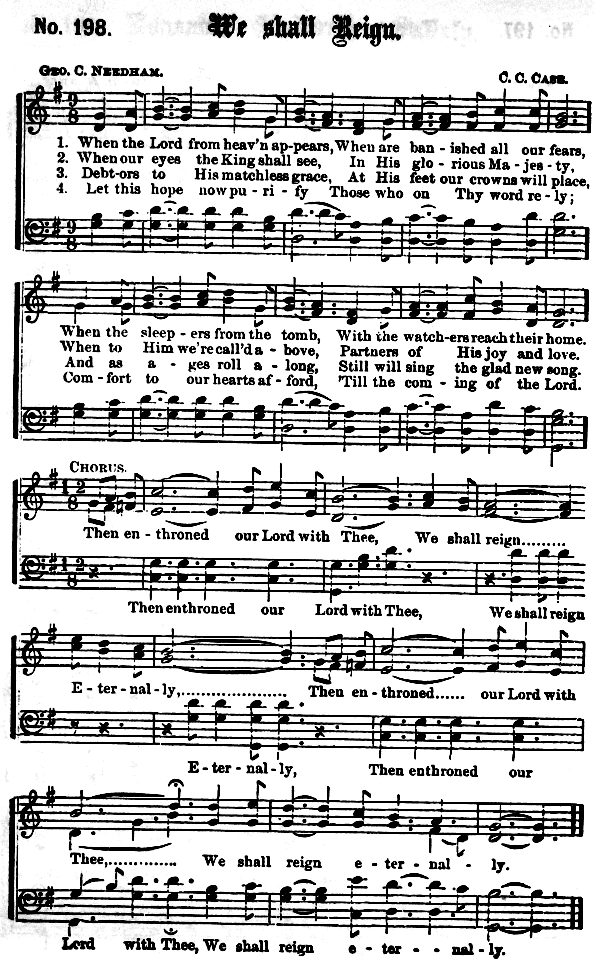 No. 198.
We shall Reign.
GEO. C. NEEDHAM.
C. C. CASE.
1. When the Lord from heav'n ap-pears, When are ban - ished all our fears,
2. When our eyes the King shall see, In His glo - rious Ma - jes - ty,
3. Debt-ors to His matchless grace, At His feet our crowns will place,
4. Let this hope now pu - ri - fy Those who on Thy word re - ly;
When the sleep - ers from the tomb, With the watch-ers reach their home.
When to Him we're call'd a - bove, Partners of His joy and love.
And as a - ges roll a - long, Still will sing the glad new song.
Com - fort to our hearts af - ford, 'Till the com - ing of the Lord.
CHORUS.
Then en - throned our Lord with Thee, We shall reign.........
Then enthroned our Lord with Thee, We shall reign
E - ter - nal - ly,..................... Then en - throned...... our Lord with
E - ter - nal - ly, Then enthroned our
Thee,.............. We shall reign e - ter - nal - ly.
Lord with Thee, We shall reign e - ter - - nal - ly.